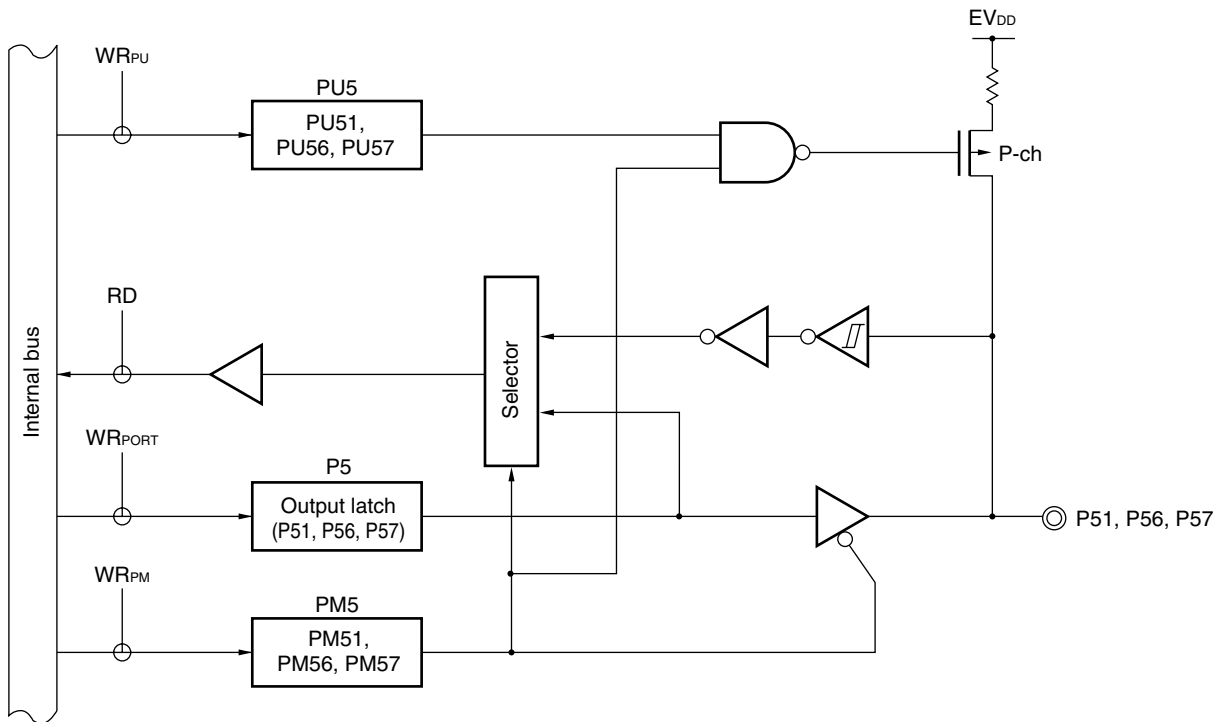 EVDD
WRPU
PU5
PU51,
PU56, PU57
P-ch
RD
Selector
Internal bus
WRPORT
P5
Output latch
(P51, P56, P57)
P51, P56, P57
WRPM
PM5
PM51,
PM56, PM57